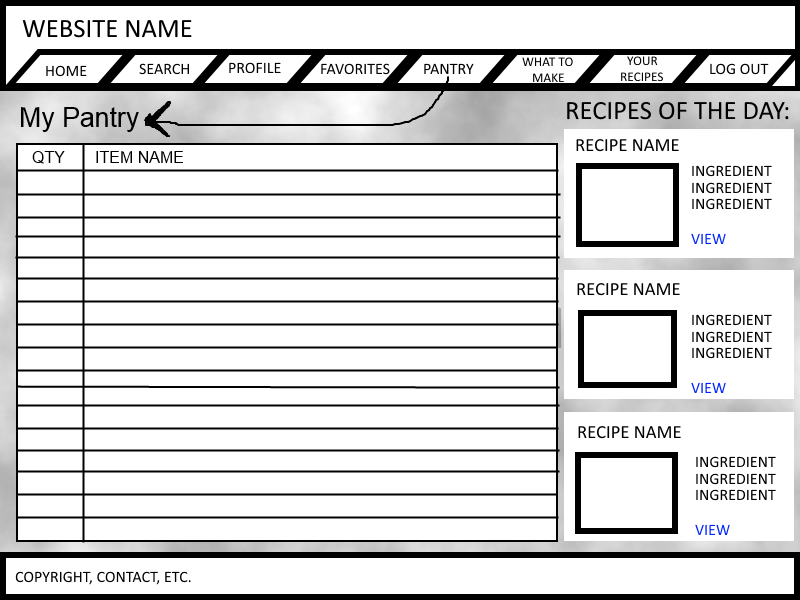 WEBSITE NAME
HOME
SEARCH
PROFILE
FAVORITES
PANTRY
WHAT TO
MAKE
YOUR
RECIPES
LOG OUT
My Pantry
QTY
ITEM NAME
RECIPES OF THE DAY:
RECIPE NAME
INGREDIENT
INGREDIENT
INGREDIENT
VIEW
RECIPE NAME
INGREDIENT
INGREDIENT
INGREDIENT
VIEW
RECIPE NAME
INGREDIENT
INGREDIENT
INGREDIENT
VIEW
COPYRIGHT, CONTACT, ETC.